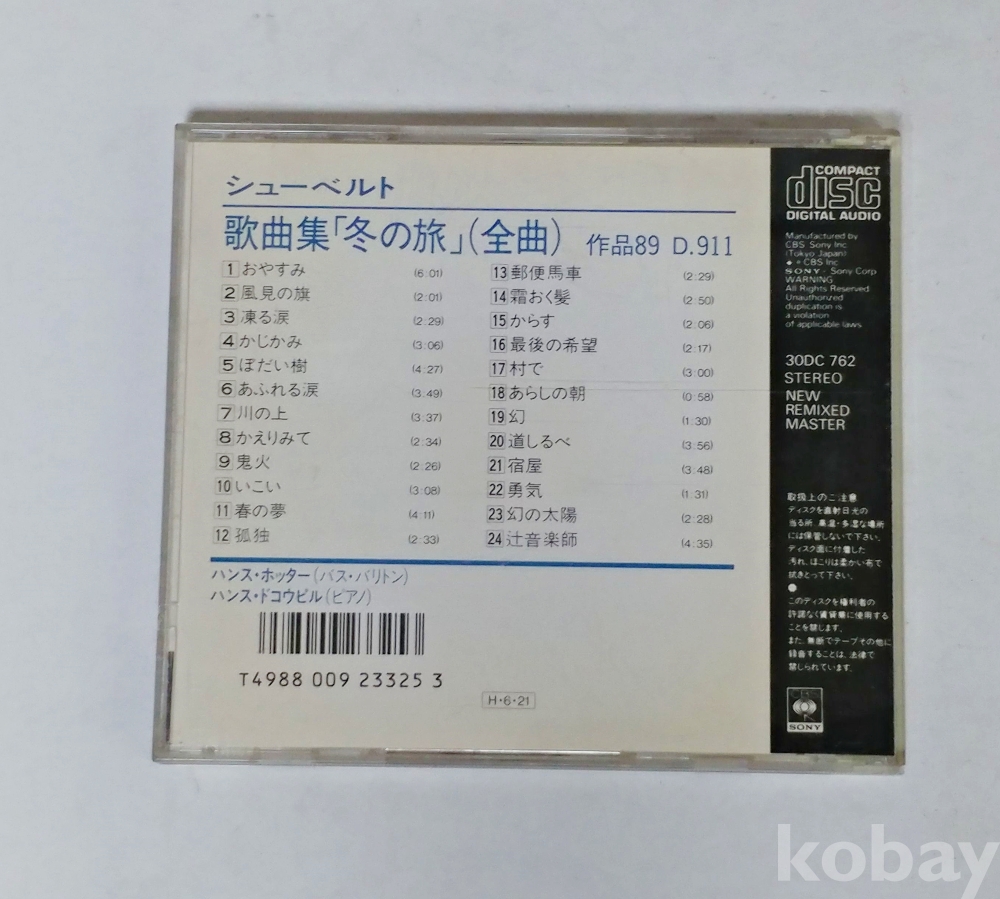 シューベルト
歌曲集「冬の旅」(全曲) 作品89 D.911
1 おやすみ (6:01)
2 風見の旗 (2:01)
3 凍る涙 (2:29)
4 かじかみ (3:06)
5 ぼだい樹 (4:27)
6 あふれる涙 (3:49)
7 川の上 (3:37)
8 かえりみて (2:34)
9 鬼火 (2:26)
10 いこい (3:08)
11 春の夢 (4:11)
12 孤独 (2:33)
13 郵便馬車 (2:29)
14 霜おく髪 (2:50)
15 からす (2:06)
16 最後の希望 (2:17)
17 村で (3:00)
18 あらしの朝 (0:58)
19 幻 (1:30)
20 道しるべ (3:56)
21 宿屋 (3:48)
22 勇気 (1:31)
23 幻の太陽 (2:28)
24 辻音楽師 (4:35)
ハンス・ホッター(バス・バリトン)
ハンス・ドコウピル(ピアノ)
T4988 009 23325 3
H・6・21
COMPACT
disc
DIGITAL AUDIO
Manufactured by
CBS Sony Inc
(Tokyo Japan)
CBS Inc
SONY・Sony Corp
WARNING
All Rights Reserved
Unauthorized
duplication is
a violation
of applicable laws
30DC 762
STEREO
NEW
REMIXED
MASTER
取扱上のご注意
ディスクを直射日光の
当る所、高温・多湿な場所
には保管しないで下さい。
ディスク面に付着した
汚れ、ほこりは柔かい布で
拭きとって下さい。
●
このディスクを権利者の
許諾なく賃貸業に使用する
ことを禁じます。
また、無断でテープその他に
録音することは、法律で
禁じられています。
CBS
SONY
kobay